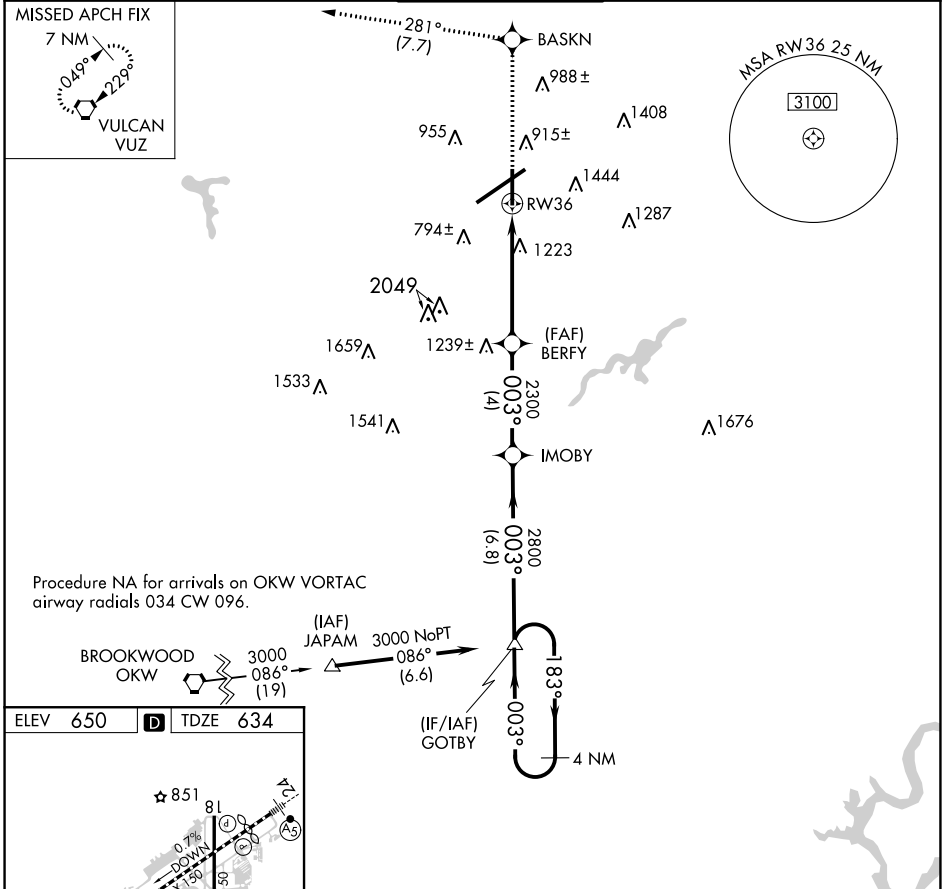 MISSED APCH FIX
7 NM
049°
229°
VULCAN
VUZ
281°
(7.7)
BASKN
988±
MSA RW36 25 NM
3100
1408
955
915±
1444
RW36
1287
794±
1223
2049
1659
1239±
(FAF)
BERFY
1533
2300
003°
(4)
1541
1676
IMOBY
2800
003°
(6.8)
Procedure NA for arrivals on OKW VORTAC
airway radials 034 CW 096.
(IAF)
JAPAM
3000 NoPT
086°
(6.6)
BROOKWOOD
OKW
3000
086°
(19)
183°
003°
(IF/IAF)
GOTBY
4 NM
ELEV 650 D TDZE 634
851
18
24
P
P
A5
0.7%
DOWN
X 150
50